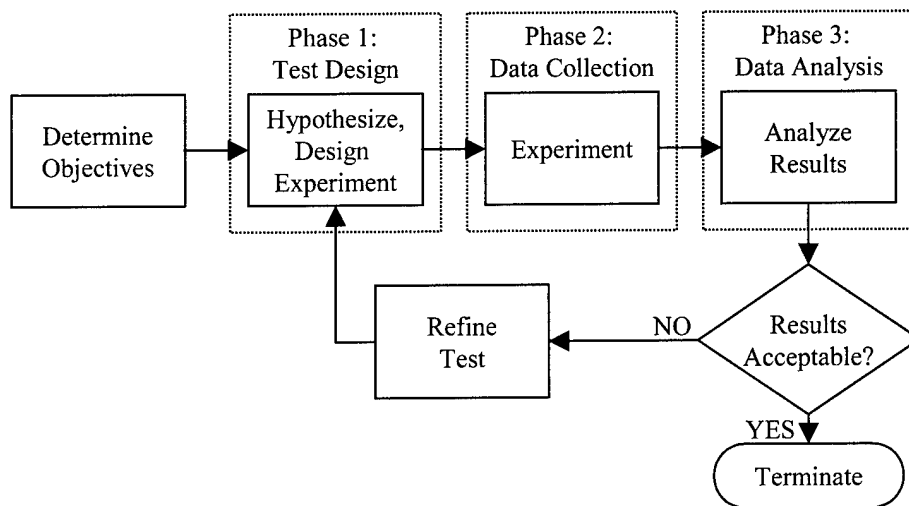 Phase 1:
Test Design
Phase 2:
Data Collection
Phase 3:
Data Analysis
Determine
Objectives
Hypothesize,
Design
Experiment
Experiment
Analyze
Results
Refine
Test
NO
Results
Acceptable?
YES
Terminate